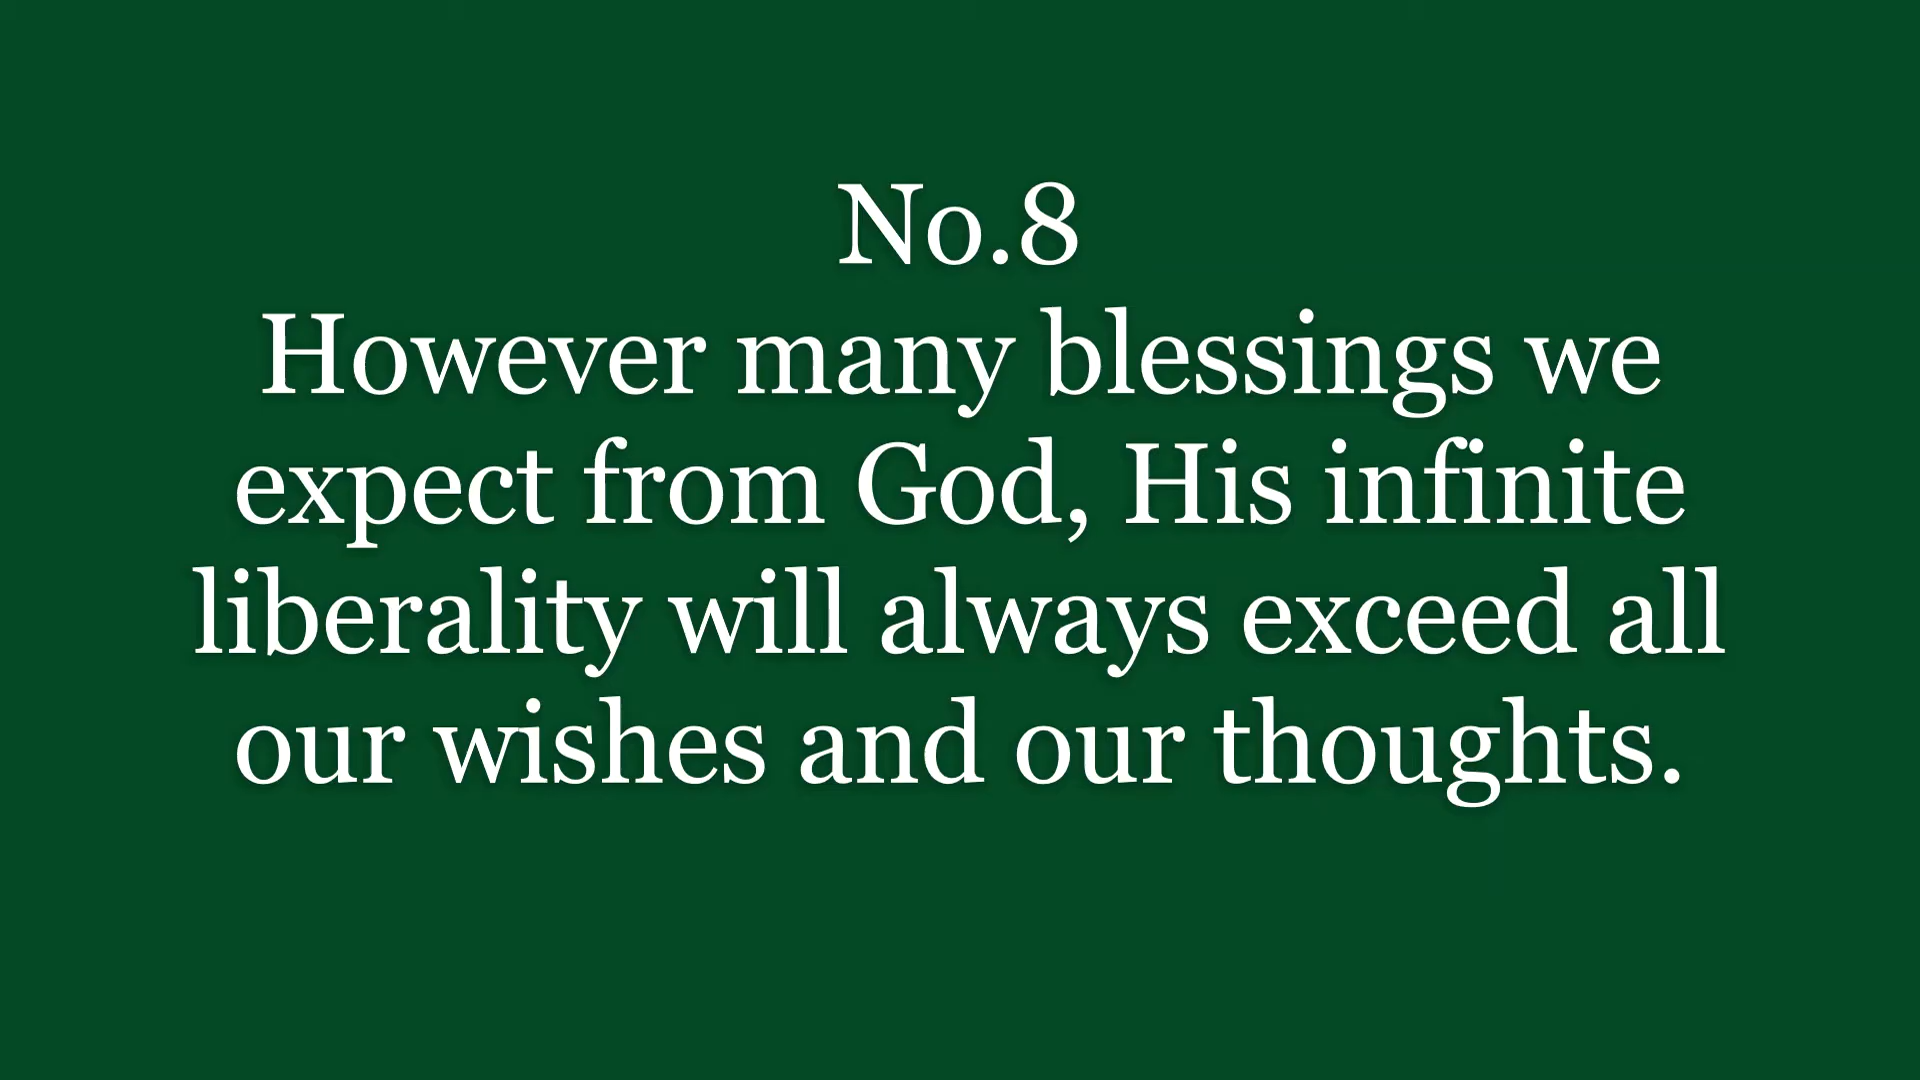 No.8
However many blessings we
expect from God, His infinite
liberality will always exceed all
our wishes and our thoughts.